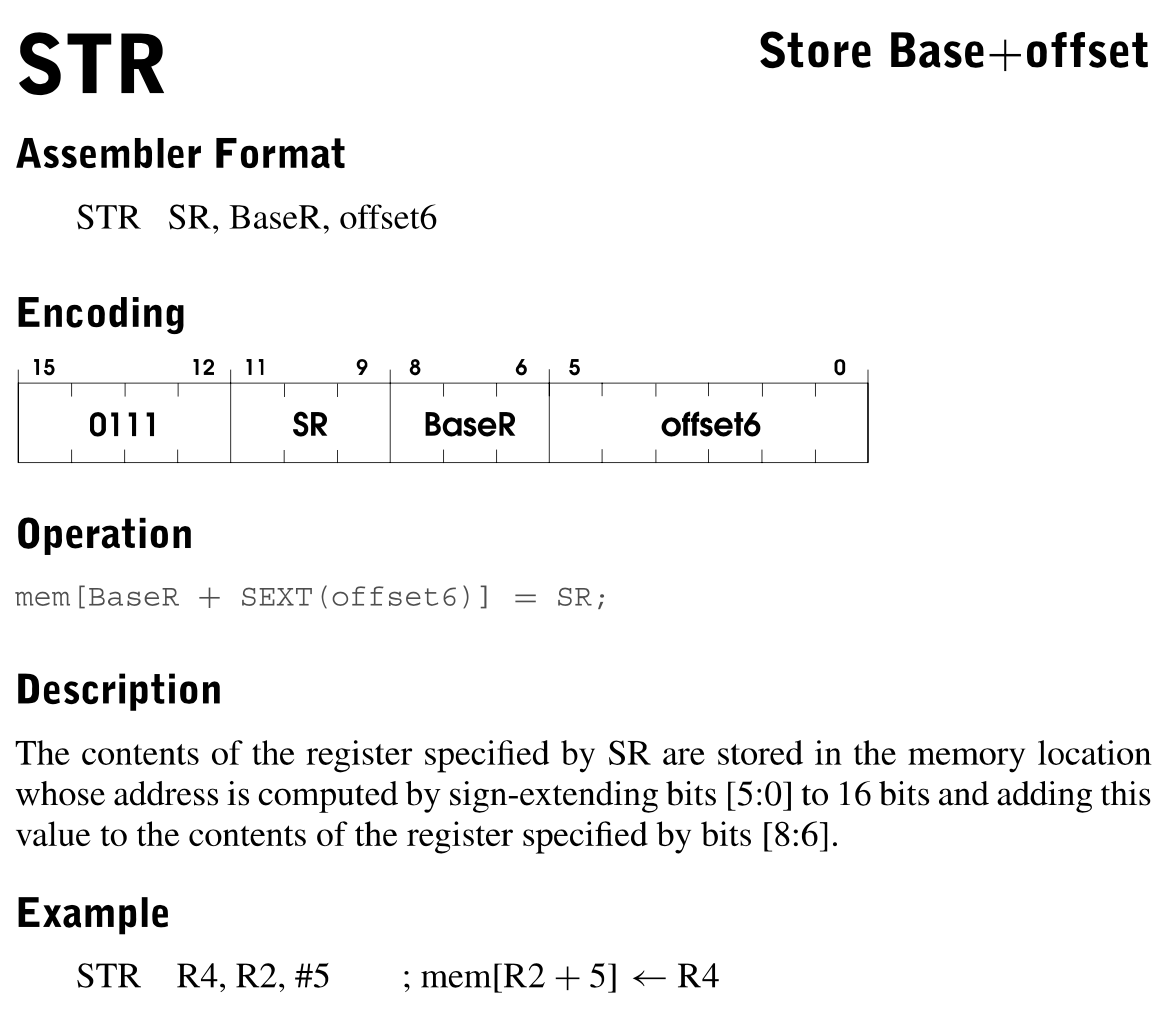 STR Store Base+offset
Assembler Format
STR SR, BaseR, offset6
Encoding
15 12 11 9 8 6 5 0
0111 SR BaseR offset6
Operation
mem[BaseR + SEXT(offset6)] = SR;
Description
The contents of the register specified by SR are stored in the memory location
whose address is computed by sign-extending bits [5:0] to 16 bits and adding this
value to the contents of the register specified by bits [8:6].
Example
STR R4, R2, #5 ; mem[R2 + 5] ← R4